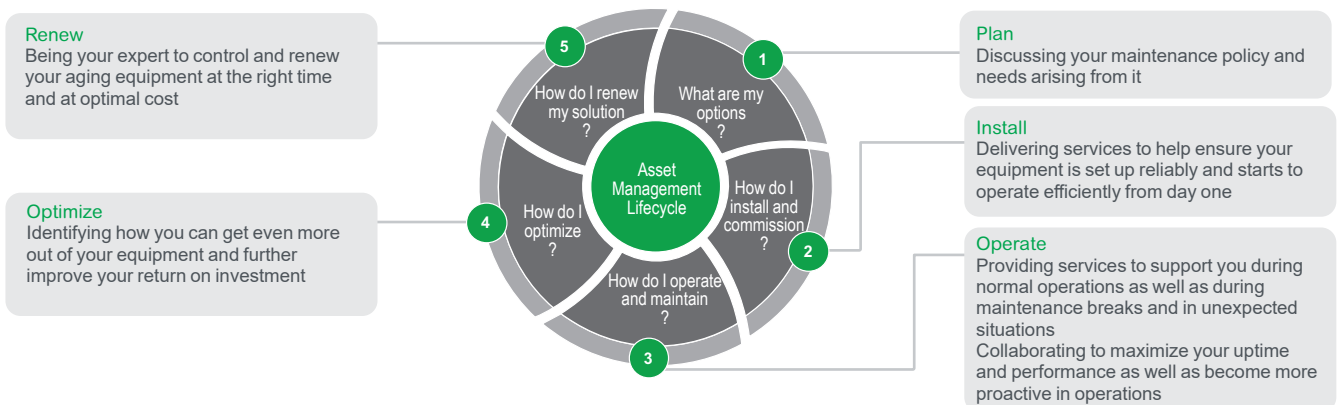 Renew
Being your expert to control and renew
your aging equipment at the right time
and at optimal cost
Optimize
Identifying how you can get even more
out of your equipment and further
improve your return on investment
5
How do I renew
my solution
?
1
What are my
options
?
Asset
Management
Lifecycle
4
How do I
optimize
?
How do I
install and
commission
?
2
How do I operate
and maintain
?
3
Plan
Discussing your maintenance policy and
needs arising from it
Install
Delivering services to help ensure your
equipment is set up reliably and starts to
operate efficiently from day one
Operate
Providing services to support you during
normal operations as well as during
maintenance breaks and in unexpected
situations
Collaborating to maximize your uptime
and performance as well as become more
proactive in operations